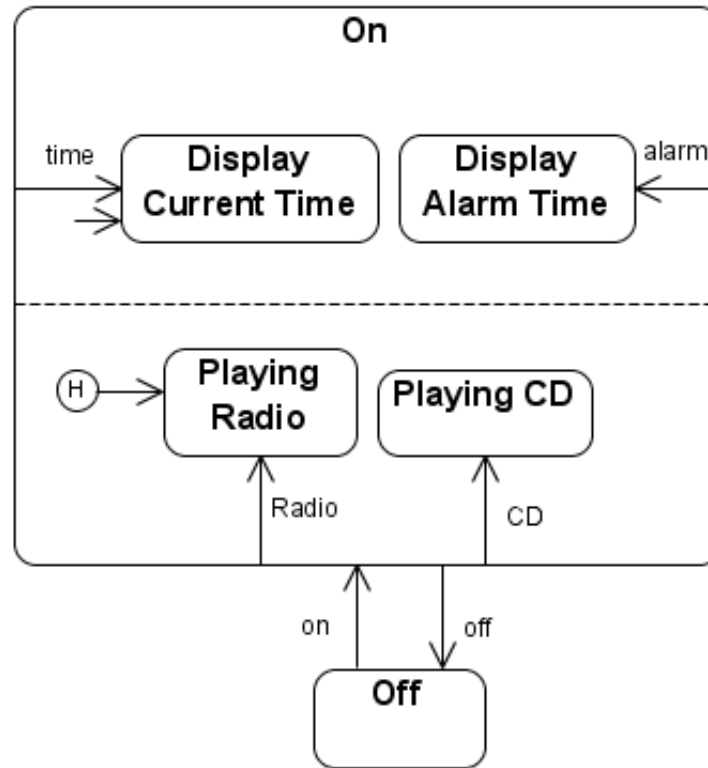 On
time
Display
Current Time
Display
Alarm Time
alarm
H
Playing
Radio
Playing CD
Radio
CD
on
off
Off